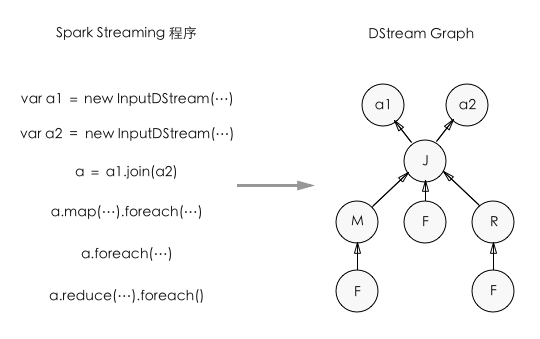 Spark Streaming 程序
DStream Graph
var a1 = new InputDStream(···)
var a2 = new InputDStream(···)
a = a1.join(a2)
a.map(···).foreach(···)
a.foreach(···)
a.reduce(···).foreach()
a1
a2
J
M
F
R
F
F